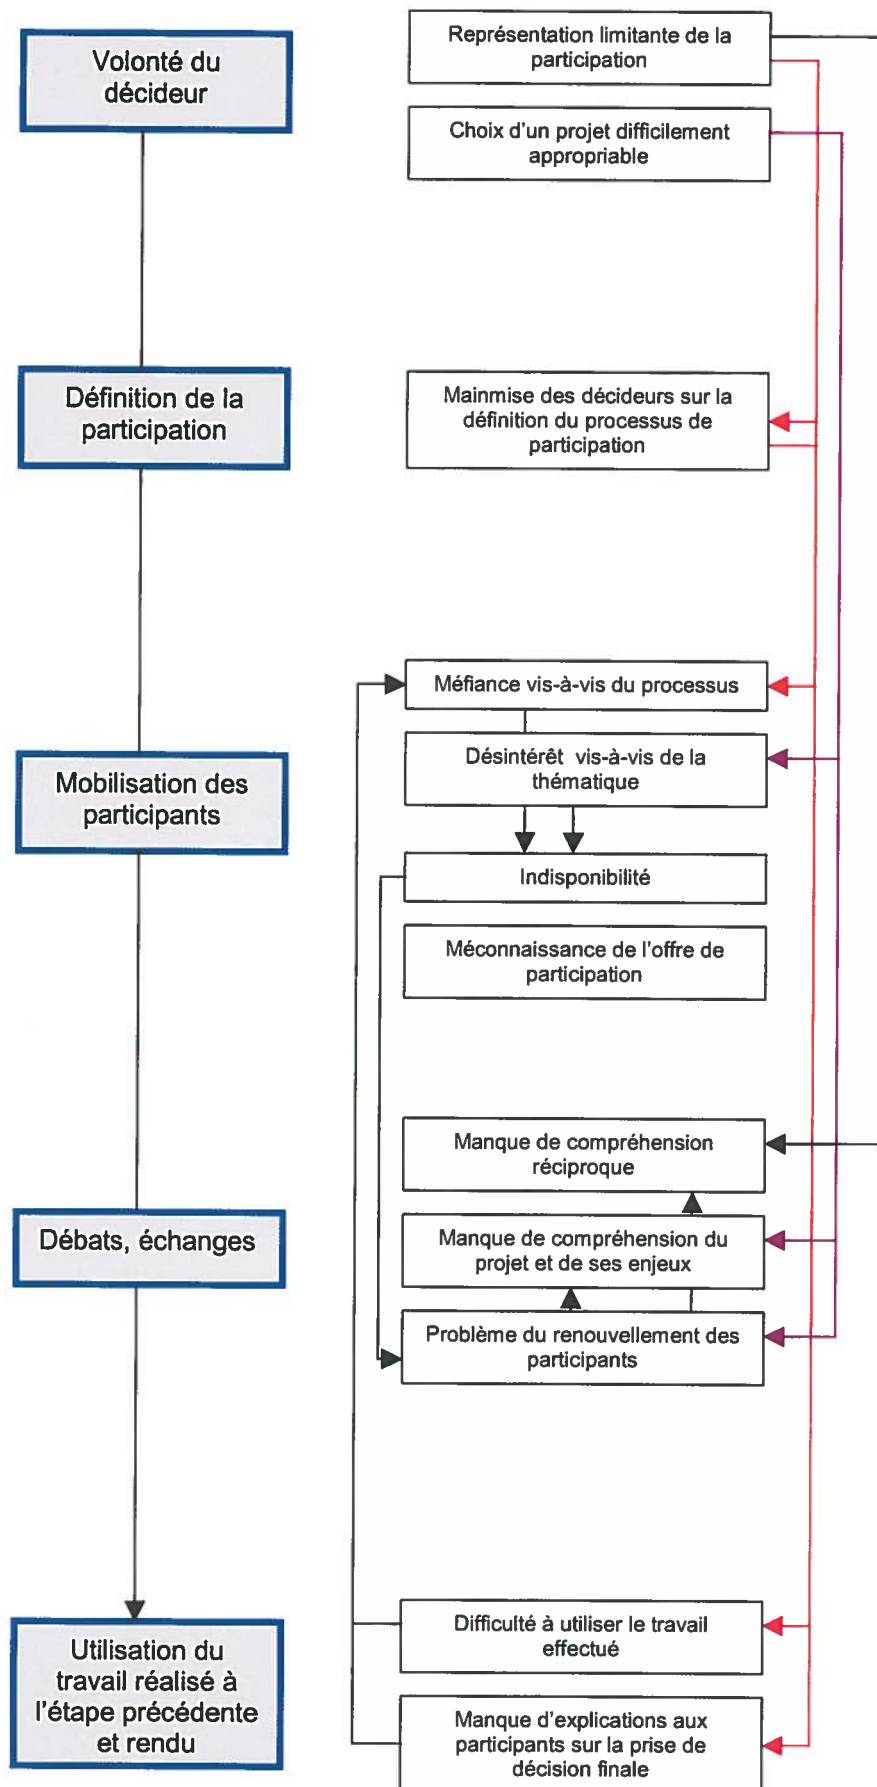 Volonté du
décideur
Représentation limitante de la
participation
Choix d'un projet difficilement
appropriable
Définition de la
participation
Mainmise des décideurs sur la
définition du processus de
participation
Méfiance vis-à-vis du processus
Désintérêt vis-à-vis de la
thématique
Mobilisation des
participants
Indisponibilité
Méconnaissance de l'offre de
participation
Manque de compréhension
réciproque
Débats, échanges
Manque de compréhension du
projet et de ses enjeux
Problème du renouvellement des
participants
Difficulté à utiliser le travail
effectué
Utilisation du
travail réalisé à
l'étape précédente
et rendu
Manque d'explications aux
participants sur la prise de
décision finale